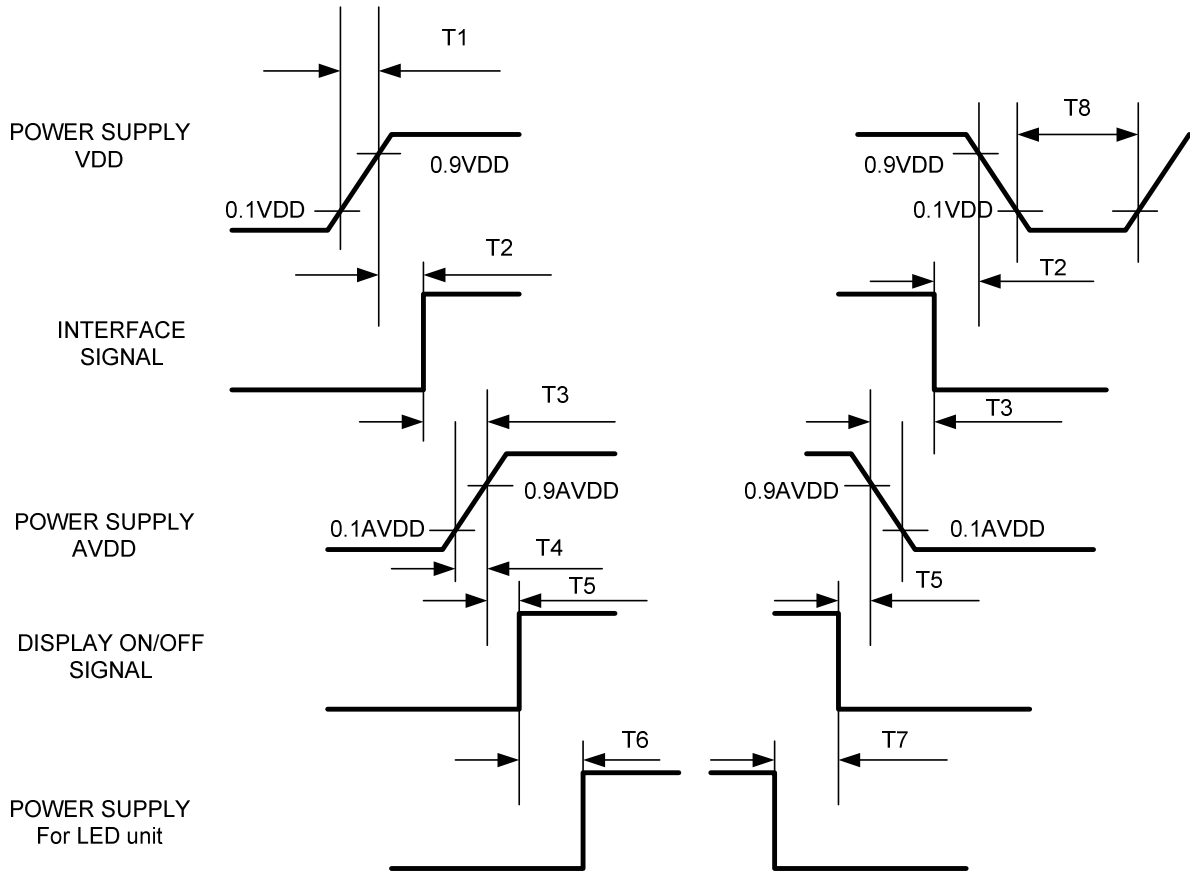 T1
POWER SUPPLY
VDD
0.9VDD
0.1VDD
T8
0.9VDD
0.1VDD
T2
T2
INTERFACE
SIGNAL
T3
T3
0.9AVDD
0.9AVDD
POWER SUPPLY
AVDD
0.1AVDD
0.1AVDD
T4
T5
T5
DISPLAY ON/OFF
SIGNAL
T6
T7
POWER SUPPLY
For LED unit